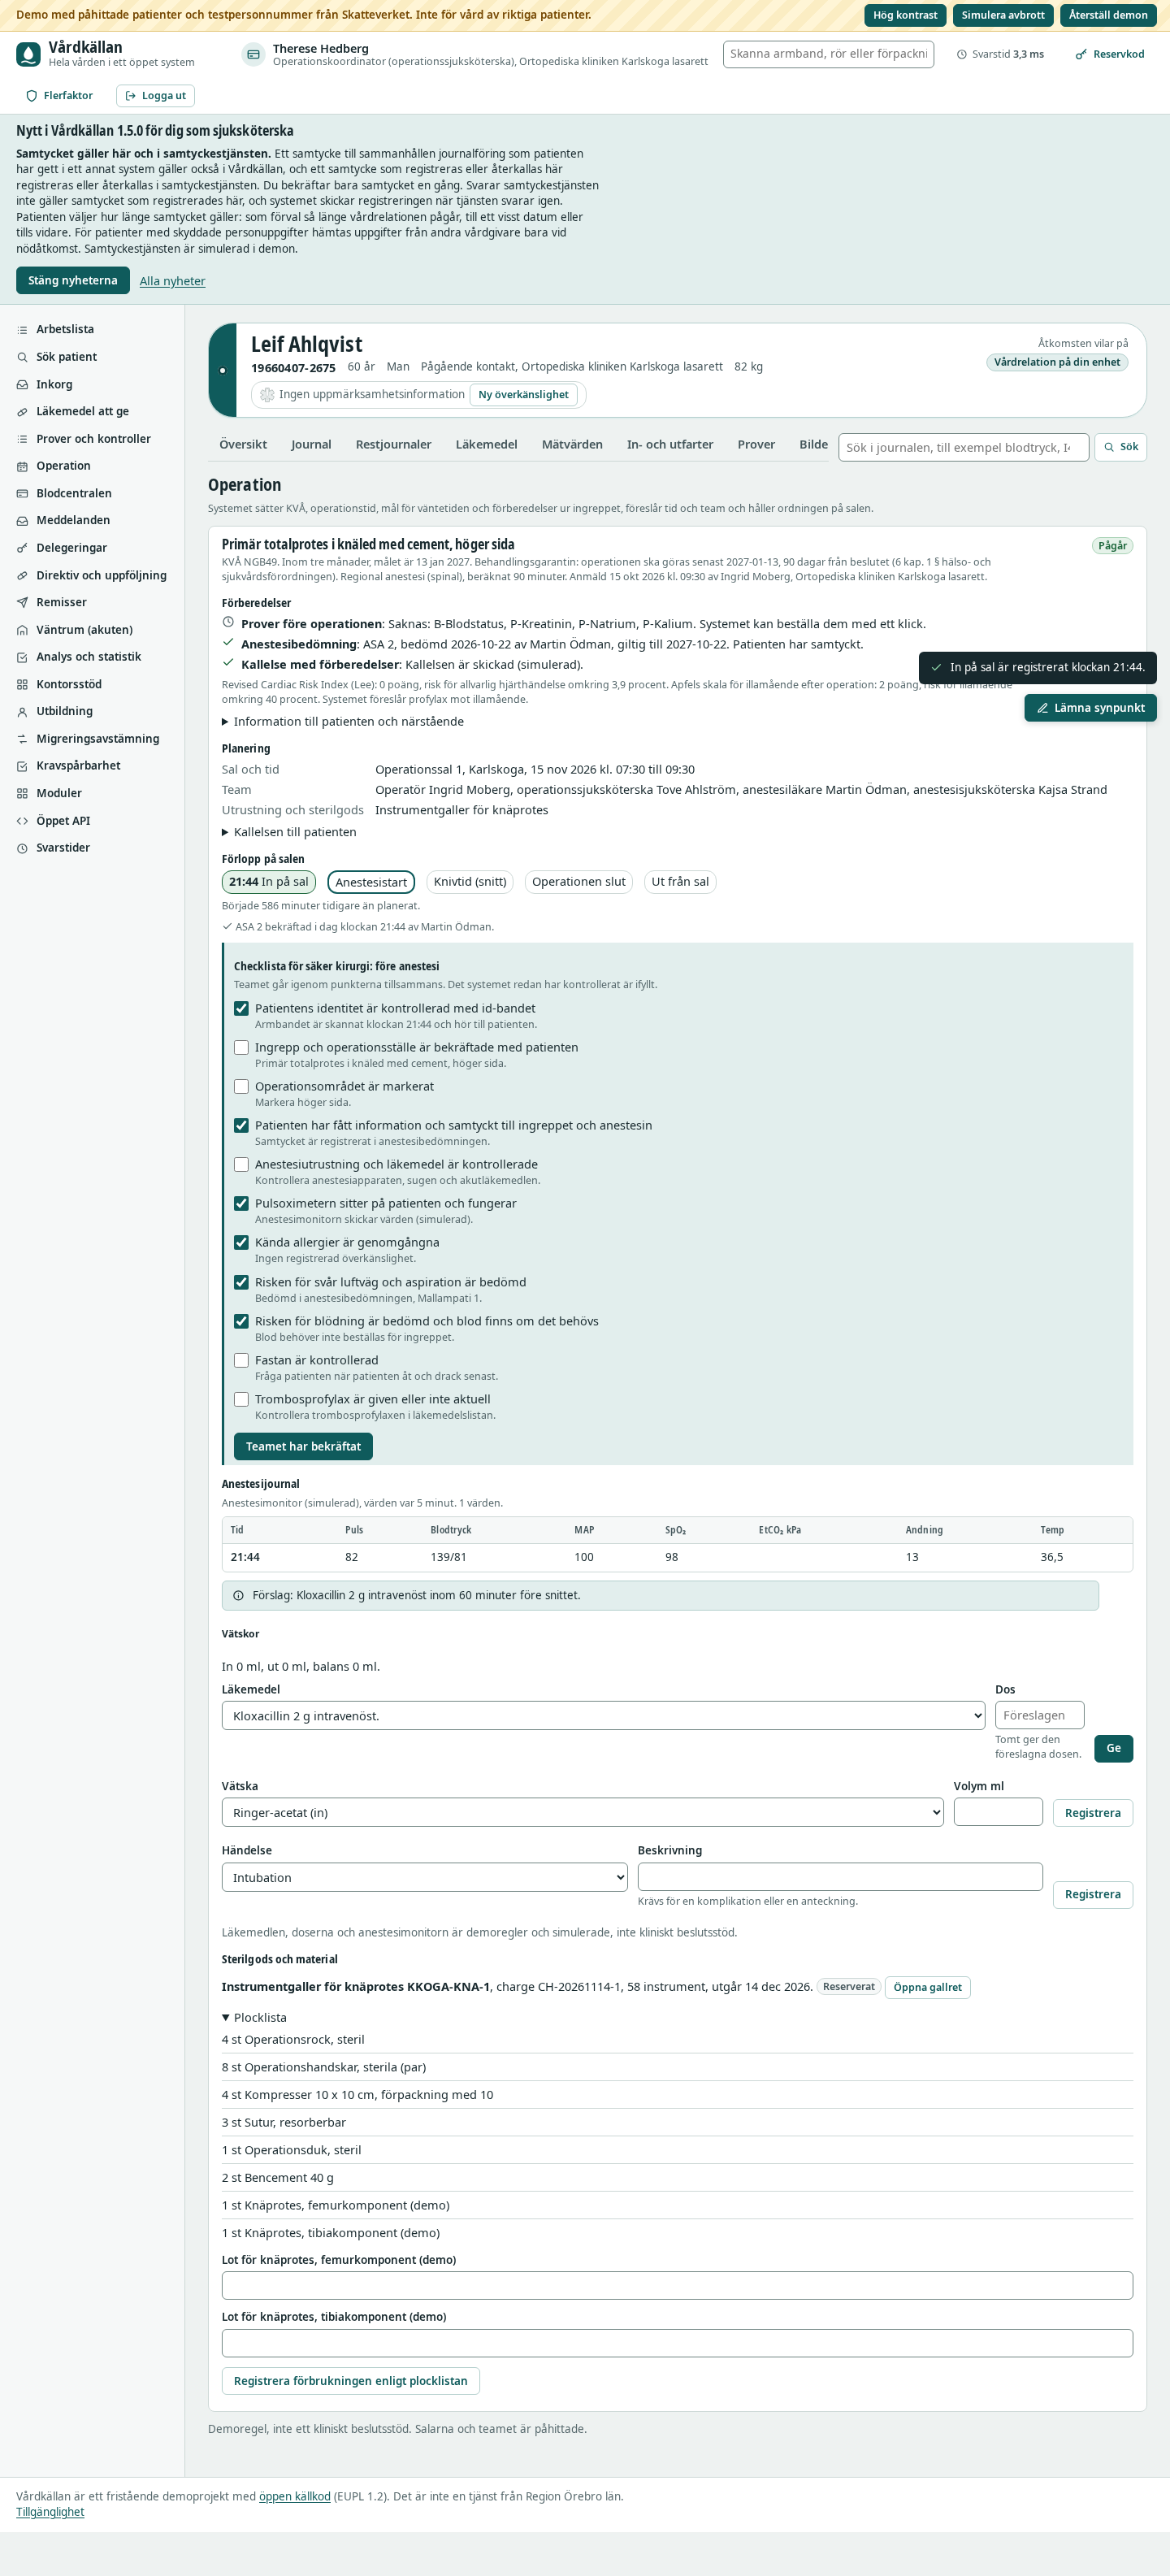 Demo med påhittade patienter och testpersonnummer från Skatteverket. Inte för vård av riktiga patienter.
Hög kontrast
Simulera avbrott
Återställ demon
Vårdkällan
Hela vården i ett öppet system
Therese Hedberg
Operationskoordinator (operationssjuksköterska), Ortopediska kliniken Karlskoga lasarett
Skanna armband, rör eller förpackni
Svarstid 3,3 ms
Reservkod
Flerfaktor
Logga ut
Nytt i Vårdkällan 1.5.0 för dig som sjuksköterska
Samtycket gäller här och i samtyckestjänsten. Ett samtycke till sammanhållen journalföring som patienten
har gett i ett annat system gäller också i Vårdkällan, och ett samtycke som registreras eller återkallas här
registreras eller återkallas i samtyckestjänsten. Du bekräftar bara samtycket en gång. Svarar samtyckestjänsten
inte gäller samtycket som registrerades här, och systemet skickar registreringen när tjänsten svarar igen.
Patienten väljer hur länge samtycket gäller: som förval så länge vårdrelationen pågår, till ett visst datum eller
tills vidare. För patienter med skyddade personuppgifter hämtas uppgifter från andra vårdgivare bara vid
nödåtkomst. Samtyckestjänsten är simulerad i demon.
Stäng nyheterna
Alla nyheter
Arbetslista
Sök patient
Inkorg
Läkemedel att ge
Prover och kontroller
Operation
Blodcentralen
Meddelanden
Delegeringar
Direktiv och uppföljning
Remisser
Väntrum (akuten)
Analys och statistik
Kontorsstöd
Utbildning
Migreringsavstämning
Kravspårbarhet
Moduler
Öppet API
Svarstider
Leif Ahlqvist
19660407-2675 60 år Man Pågående kontakt, Ortopediska kliniken Karlskoga lasarett 82 kg
Ingen uppmärksamhetsinformation
Ny överkänslighet
Åtkomsten vilar på
Vårdrelation på din enhet
Översikt
Journal
Restjournaler
Läkemedel
Mätvärden
In- och utfarter
Prover
Bilde
Sök i journalen, till exempel blodtryck, I-
Sök
Operation
Systemet sätter KVÅ, operationstid, mål för väntetiden och förberedelser ur ingreppet, föreslår tid och team och håller ordningen på salen.
Primär totalprotes i knäled med cement, höger sida
Pågår
KVÅ NGB49. Inom tre månader, målet är 13 jan 2027. Behandlingsgarantin: operationen ska göras senast 2027-01-13, 90 dagar från beslutet (6 kap. 1 § hälso- och
sjukvårdsförordningen). Regional anestesi (spinal), beräknat 90 minuter. Anmäld 15 okt 2026 kl. 09:30 av Ingrid Moberg, Ortopediska kliniken Karlskoga lasarett.
Förberedelser
Prover före operationen: Saknas: B-Blodstatus, P-Kreatinin, P-Natrium, P-Kalium. Systemet kan beställa dem med ett klick.
Anestesibedömning: ASA 2, bedömd 2026-10-22 av Martin Ödman, giltig till 2027-10-22. Patienten har samtyckt.
Kallelse med förberedelser: Kallelsen är skickad (simulerad).
Revised Cardiac Risk Index (Lee): 0 poäng, risk för allvarlig hjärthändelse omkring 3,9 procent. Apfels skala för illamående efter operation: 2 poäng, risk för illamående
omkring 40 procent. Systemet föreslår profylax mot illamående.
In på sal är registrerat klockan 21:44.
Lämna synpunkt
Information till patienten och närstående
Planering
Sal och tid Operationssal 1, Karlskoga, 15 nov 2026 kl. 07:30 till 09:30
Team Operatör Ingrid Moberg, operationssjuksköterska Tove Ahlström, anestesiläkare Martin Ödman, anestesisjuksköterska Kajsa Strand
Utrustning och sterilgods Instrumentgaller för knäprotes
Kallelsen till patienten
Förlopp på salen
21:44 In på sal
Anestesistart
Knivtid (snitt)
Operationen slut
Ut från sal
Började 586 minuter tidigare än planerat.
ASA 2 bekräftad i dag klockan 21:44 av Martin Ödman.
Checklista för säker kirurgi: före anestesi
Teamet går igenom punkterna tillsammans. Det systemet redan har kontrollerat är ifyllt.
Patientens identitet är kontrollerad med id-bandet
Armbandet är skannat klockan 21:44 och hör till patienten.
Ingrepp och operationsställe är bekräftade med patienten
Primär totalprotes i knäled med cement, höger sida.
Operationsområdet är markerat
Markera höger sida.
Patienten har fått information och samtyckt till ingreppet och anestesin
Samtycket är registrerat i anestesibedömningen.
Anestesiutrustning och läkemedel är kontrollerade
Kontrollera anestesiapparaten, sugen och akutläkemedlen.
Pulsoximetern sitter på patienten och fungerar
Anestesimonitorn skickar värden (simulerad).
Kända allergier är genomgångna
Ingen registrerad överkänslighet.
Risken för svår luftväg och aspiration är bedömd
Bedömd i anestesibedömningen, Mallampati 1.
Risken för blödning är bedömd och blod finns om det behövs
Blod behöver inte beställas för ingreppet.
Fastan är kontrollerad
Fråga patienten när patienten åt och drack senast.
Trombosprofylax är given eller inte aktuell
Kontrollera trombosprofylaxen i läkemedelslistan.
Teamet har bekräftat
Anestesijournal
Anestesimonitor (simulerad), värden var 5 minut. 1 värden.
Tid Puls Blodtryck MAP SpO₂ EtCO₂ kPa Andning Temp
21:44 82 139/81 100 98 13 36,5
Förslag: Kloxacillin 2 g intravenöst inom 60 minuter före snittet.
Vätskor
In 0 ml, ut 0 ml, balans 0 ml.
Läkemedel
Dos
Kloxacillin 2 g intravenöst.
Föreslagen
Tomt ger den
föreslagna dosen.
Ge
Vätska
Volym ml
Ringer-acetat (in)
Registrera
Händelse
Beskrivning
Intubation
Krävs för en komplikation eller en anteckning.
Registrera
Läkemedlen, doserna och anestesimonitorn är demoregler och simulerade, inte kliniskt beslutsstöd.
Sterilgods och material
Instrumentgaller för knäprotes KKOGA-KNA-1, charge CH-20261114-1, 58 instrument, utgår 14 dec 2026. Reserverat Öppna gallret
Plocklista
4 st Operationsrock, steril
8 st Operationshandskar, sterila (par)
4 st Kompresser 10 x 10 cm, förpackning med 10
3 st Sutur, resorberbar
1 st Operationsduk, steril
2 st Bencement 40 g
1 st Knäprotes, femurkomponent (demo)
1 st Knäprotes, tibiakomponent (demo)
Lot för knäprotes, femurkomponent (demo)
Lot för knäprotes, tibiakomponent (demo)
Registrera förbrukningen enligt plocklistan
Demoregel, inte ett kliniskt beslutsstöd. Salarna och teamet är påhittade.
Vårdkällan är ett fristående demoprojekt med öppen källkod (EUPL 1.2). Det är inte en tjänst från Region Örebro län.
Tillgänglighet